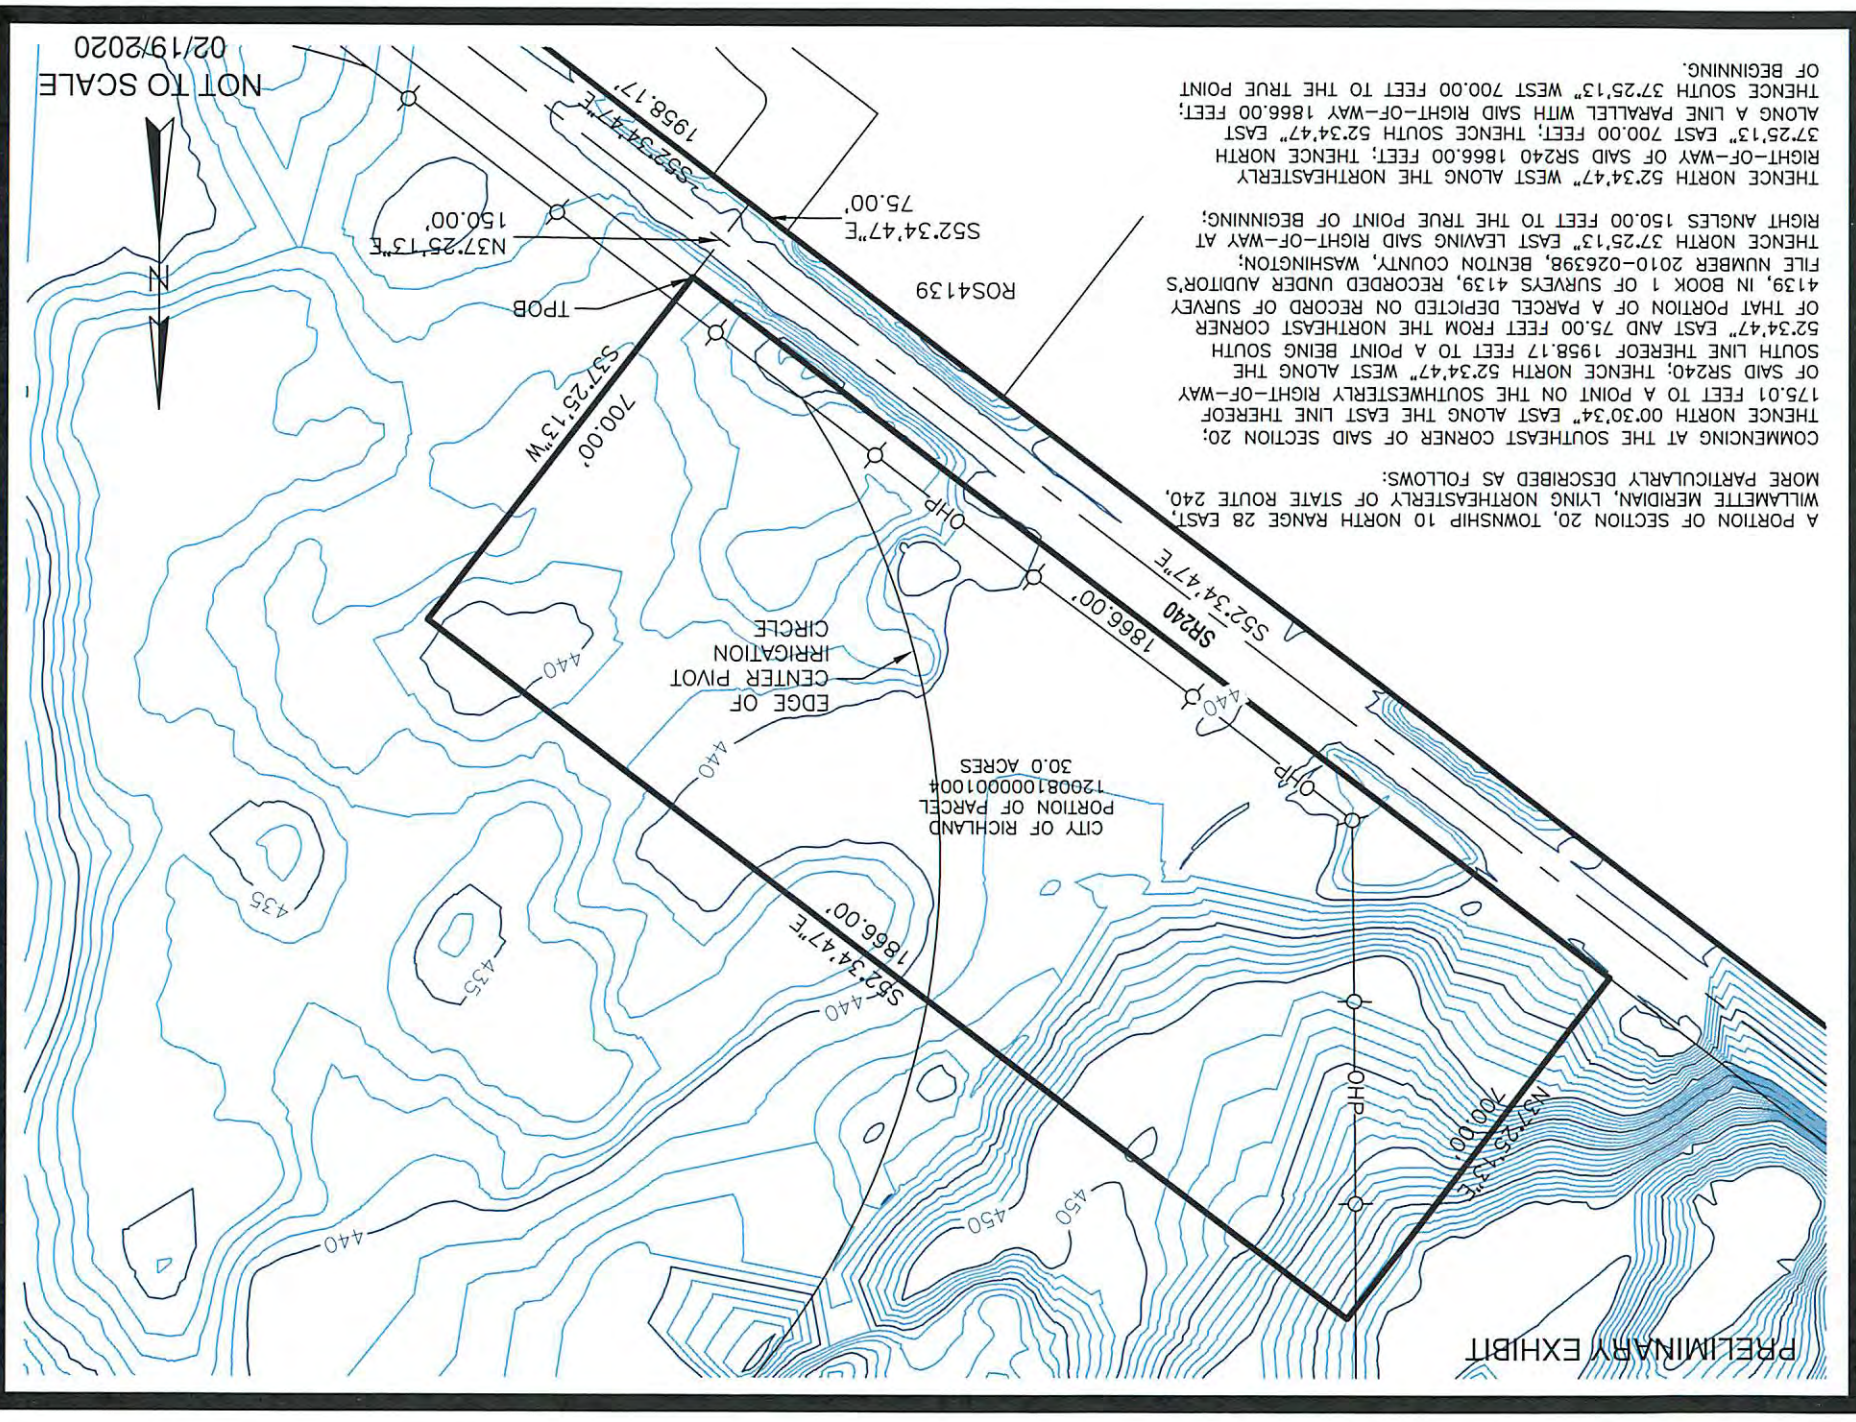 PRELIMINARY EXHIBIT
N37°25'13"E
700.00'
OHP
450
450
440
S52°34'47"E
1866.00'
440
435
435
CITY OF RICHLAND
PORTION OF PARCEL
120081000001004
30.0 ACRES
OHP
440
440
440
EDGE OF
CENTER PIVOT
IRRIGATION
CIRCLE
1866.00'
SR240
S52°34'47"E
OHP
S37°25'13"W
700.00'
TPOB
N37°25'13"E
150.00'
ROS4139
S52°34'47"E
75.00'
S52°34'47"E
1958.17'
A PORTION OF SECTION 20, TOWNSHIP 10 NORTH RANGE 28 EAST,
WILLAMETTE MERIDIAN, LYING NORTHEASTERLY OF STATE ROUTE 240,
MORE PARTICULARLY DESCRIBED AS FOLLOWS:
COMMENCING AT THE SOUTHEAST CORNER OF SAID SECTION 20;
THENCE NORTH 00°30'34" EAST ALONG THE EAST LINE THEREOF
175.01 FEET TO A POINT ON THE SOUTHWESTERLY RIGHT-OF-WAY
OF SAID SR240; THENCE NORTH 52°34'47" WEST ALONG THE
SOUTH LINE THEREOF 1958.17 FEET TO A POINT BEING SOUTH
52°34'47" EAST AND 75.00 FEET FROM THE NORTHEAST CORNER
OF THAT PORTION OF A PARCEL DEPICTED ON RECORD OF SURVEY
4139, IN BOOK 1 OF SURVEYS 4139, RECORDED UNDER AUDITOR'S
FILE NUMBER 2010-026398, BENTON COUNTY, WASHINGTON;
THENCE NORTH 37°25'13" EAST LEAVING SAID RIGHT-OF-WAY AT
RIGHT ANGLES 150.00 FEET TO THE TRUE POINT OF BEGINNING;
THENCE NORTH 52°34'47" WEST ALONG THE NORTHEASTERLY
RIGHT-OF-WAY OF SAID SR240 1866.00 FEET; THENCE NORTH
37°25'13" EAST 700.00 FEET; THENCE SOUTH 52°34'47" EAST
ALONG A LINE PARALLEL WITH SAID RIGHT-OF-WAY 1866.00 FEET;
THENCE SOUTH 37°25'13" WEST 700.00 FEET TO THE TRUE POINT
OF BEGINNING.
N
NOT TO SCALE
02/19/2020